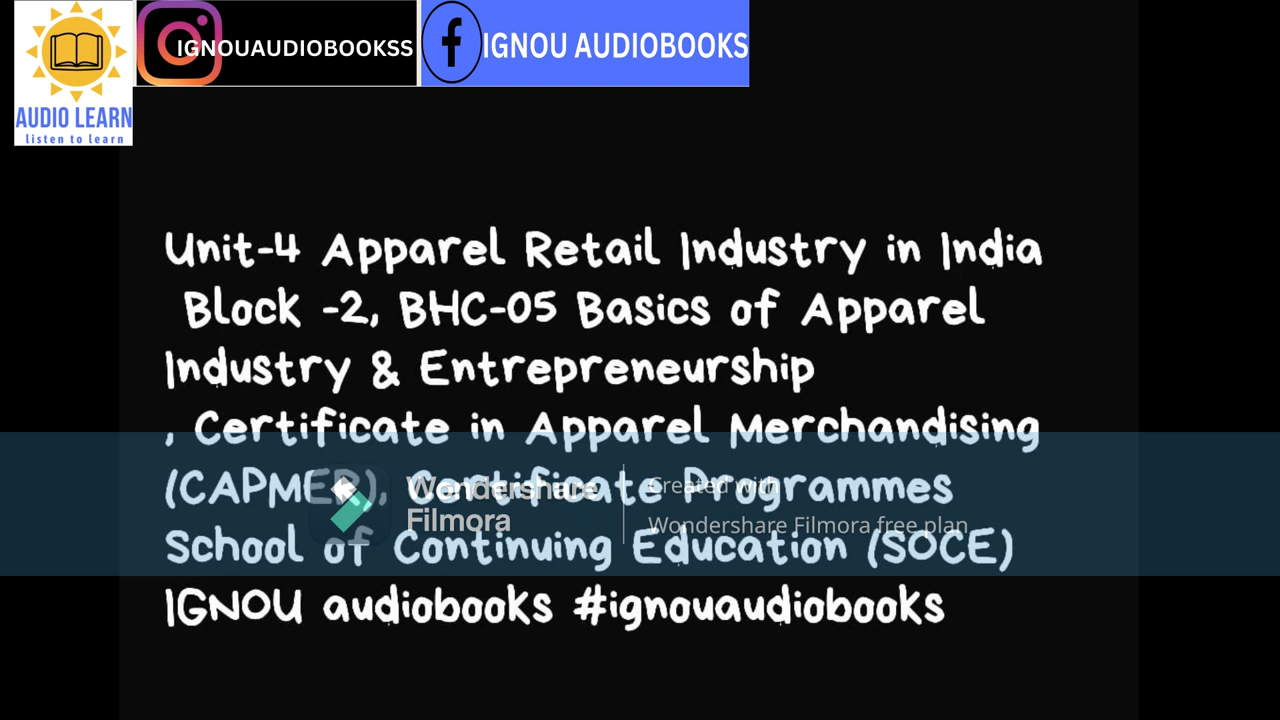 AUDIO LEARN
listen to learn
IGNOUAUDIOBOOKSS
IGNOU AUDIOBOOKS
Unit-4 Apparel Retail Industry in India
Block -2, BHC-05 Basics of Apparel
Industry & Entrepreneurship
, Certificate in Apparel Merchandising
(CAPMER), Certificate Programmes
School of Continuing Education (SOCE)
IGNOU audiobooks #ignouaudiobooks
Wondershare
Filmora
Created with
Wondershare Filmora free plan